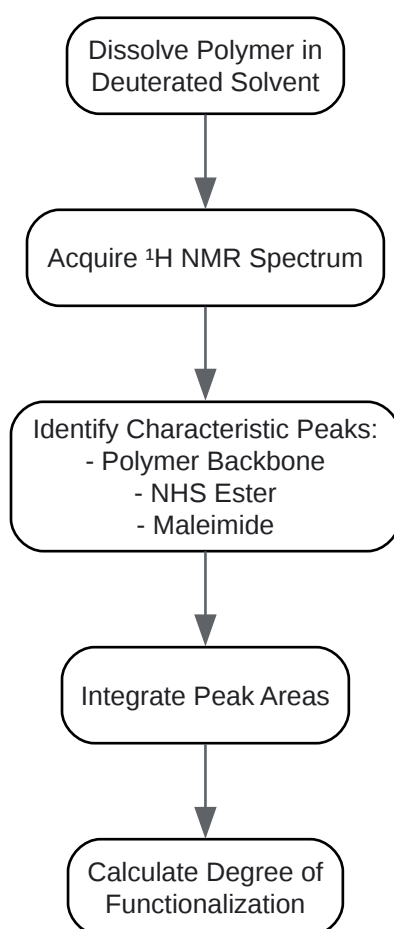 Dissolve Polymer in
Deuterated Solvent
Acquire ¹H NMR Spectrum
Identify Characteristic Peaks:
- Polymer Backbone
- NHS Ester
- Maleimide
Integrate Peak Areas
Calculate Degree of
Functionalization